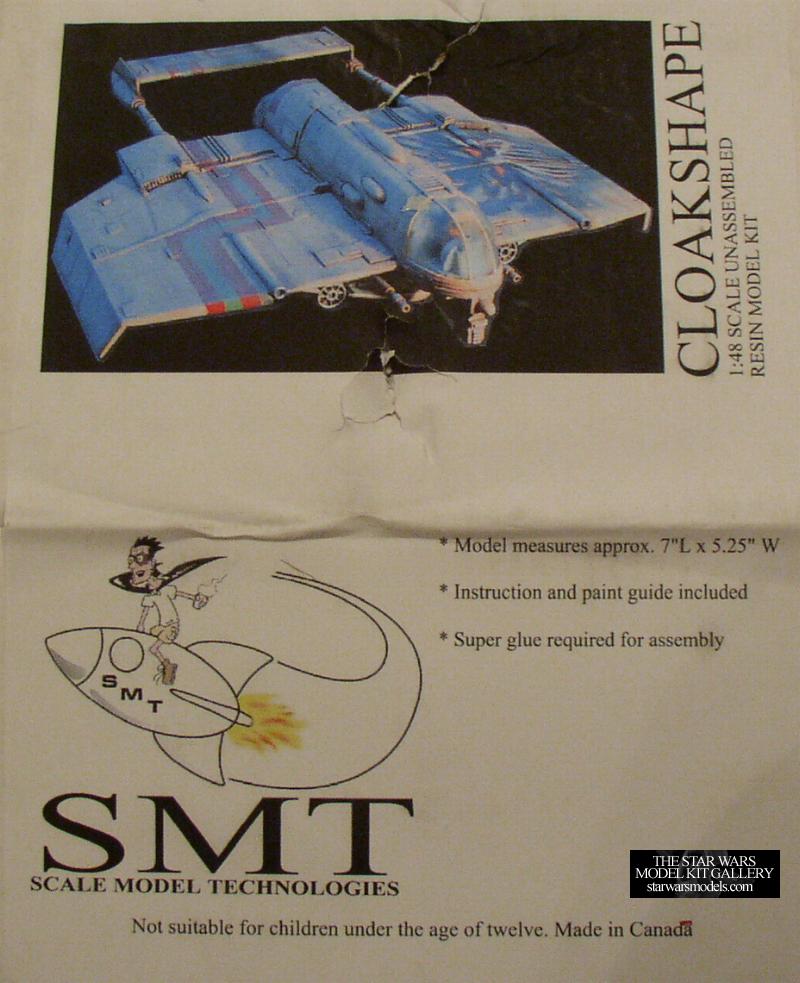 CLOAKSHAPE
1:48 SCALE UNASSEMBLED
RESIN MODEL KIT
* Model measures approx. 7"L x 5.25" W
* Instruction and paint guide included
* Super glue required for assembly
SMT
SMT
SCALE MODEL TECHNOLOGIES
THE STAR WARS
MODEL KIT GALLERY
starwarsmodels.com
Not suitable for children under the age of twelve. Made in Canada